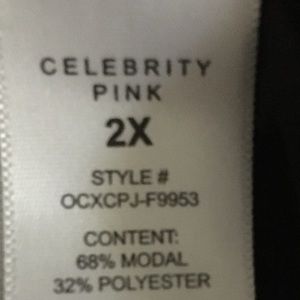 CELEBRITY
PINK
2X
STYLE #
OCXCPJ-F9953
CONTENT:
68% MODAL
32% POLYESTER